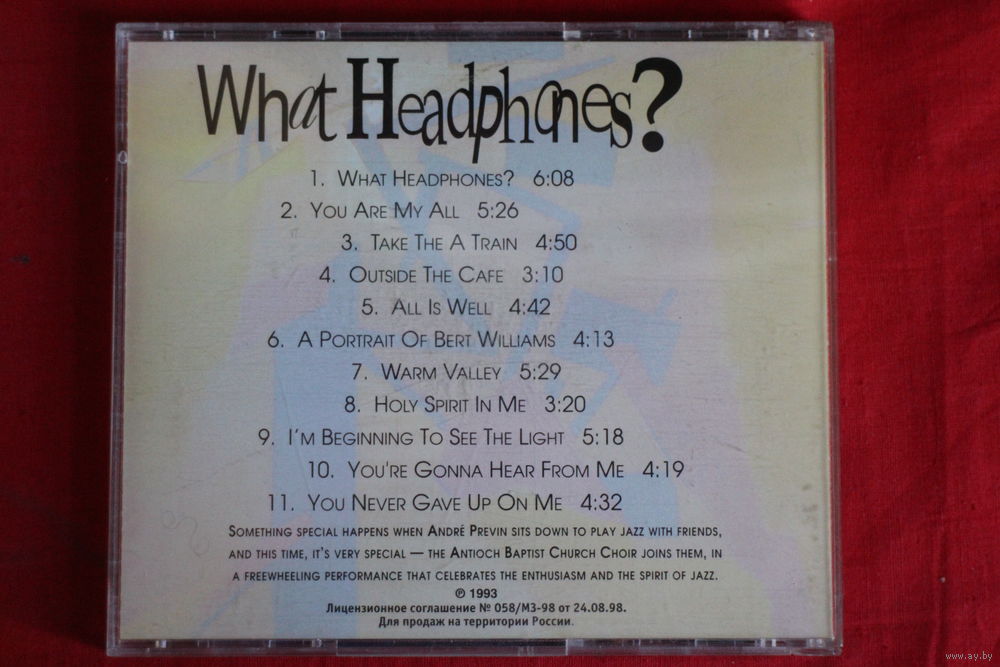 What Headphones?
1. What Headphones? 6:08
2. You Are My All 5:26
3. Take The A Train 4:50
4. Outside The Cafe 3:10
5. All Is Well 4:42
6. A Portrait Of Bert Williams 4:13
7. Warm Valley 5:29
8. Holy Spirit In Me 3:20
9. I'm Beginning To See The Light 5:18
10. You're Gonna Hear From Me 4:19
11. You Never Gave Up On Me 4:32
Something special happens when André Previn sits down to play jazz with friends,
and this time, it's very special — the Antioch Baptist Church Choir joins them, in
a freewheeling performance that celebrates the enthusiasm and the spirit of jazz.
℗ 1993
Лицензионное соглашение № 058/МЗ-98 от 24.08.98.
Для продаж на территории России.
www.ay.by